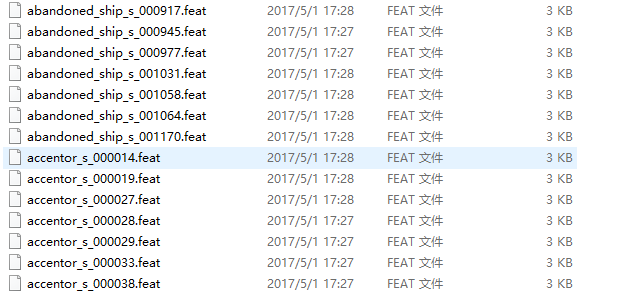 abandoned_ship_s_000917.feat 2017/5/1 17:28 FEAT 文件 3 KB
abandoned_ship_s_000945.feat 2017/5/1 17:27 FEAT 文件 3 KB
abandoned_ship_s_000977.feat 2017/5/1 17:27 FEAT 文件 3 KB
abandoned_ship_s_001031.feat 2017/5/1 17:28 FEAT 文件 3 KB
abandoned_ship_s_001058.feat 2017/5/1 17:28 FEAT 文件 3 KB
abandoned_ship_s_001064.feat 2017/5/1 17:28 FEAT 文件 3 KB
abandoned_ship_s_001170.feat 2017/5/1 17:28 FEAT 文件 3 KB
accentor_s_000014.feat 2017/5/1 17:28 FEAT 文件 3 KB
accentor_s_000019.feat 2017/5/1 17:28 FEAT 文件 3 KB
accentor_s_000027.feat 2017/5/1 17:28 FEAT 文件 3 KB
accentor_s_000028.feat 2017/5/1 17:27 FEAT 文件 3 KB
accentor_s_000029.feat 2017/5/1 17:27 FEAT 文件 3 KB
accentor_s_000033.feat 2017/5/1 17:27 FEAT 文件 3 KB
accentor_s_000038.feat 2017/5/1 17:27 FEAT 文件 3 KB